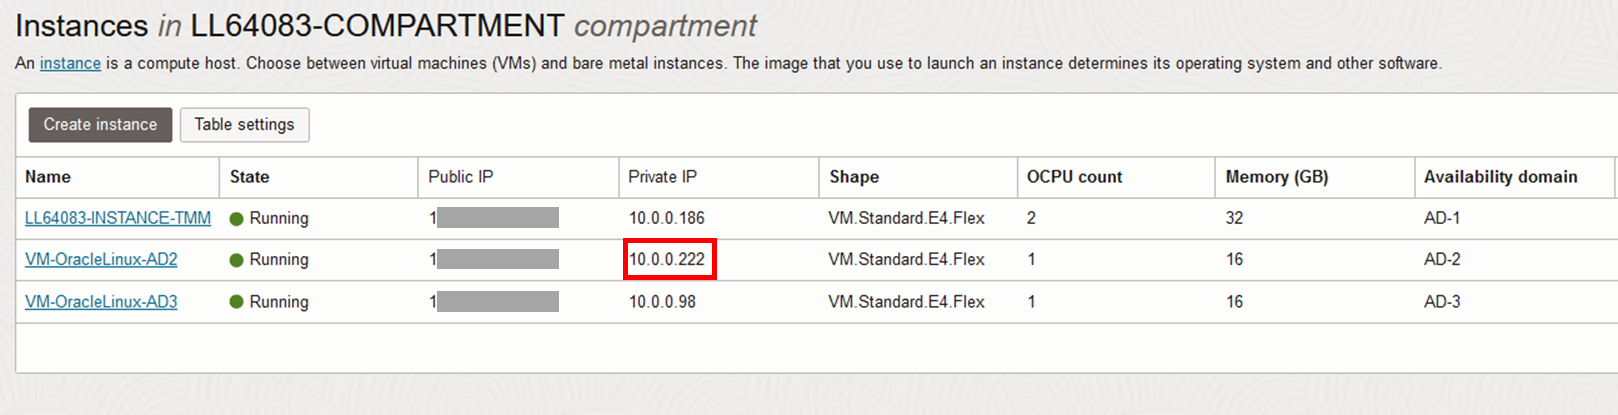 Instances in LL64083-COMPARTMENT compartment
An instance is a compute host. Choose between virtual machines (VMs) and bare metal instances. The image that you use to launch an instance determines its operating system and other software.
Create instance Table settings
Name State Public IP Private IP Shape OCPU count Memory (GB) Availability domain
LL64083-INSTANCE-TMM Running 1 10.0.0.186 VM.Standard.E4.Flex 2 32 AD-1
VM-OracleLinux-AD2 Running 1 10.0.0.222 VM.Standard.E4.Flex 1 16 AD-2
VM-OracleLinux-AD3 Running 1 10.0.0.98 VM.Standard.E4.Flex 1 16 AD-3